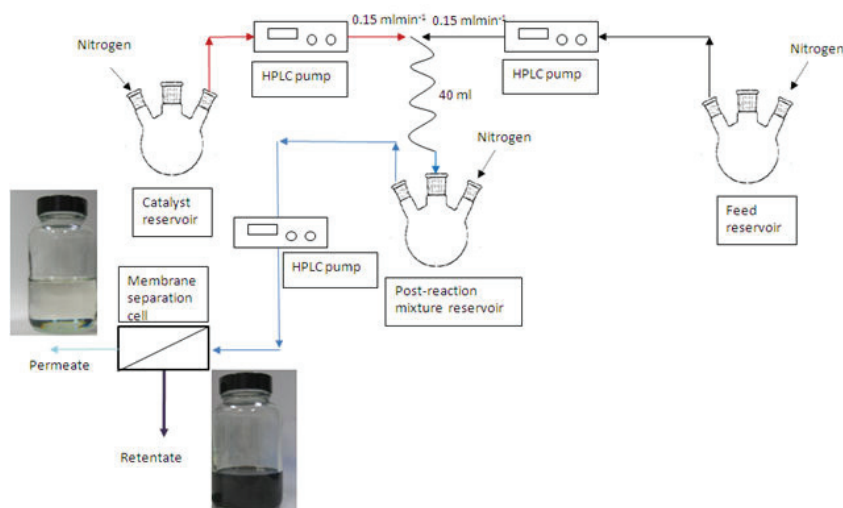 0.15 mlmin⁻¹ 0.15 mlmin⁻¹
Nitrogen
HPLC pump
HPLC pump
Nitrogen
40 ml
Nitrogen
Catalyst
reservoir
Feed
reservoir
HPLC pump
Post-reaction
mixture reservoir
Membrane
separation
cell
Permeate
Retentate